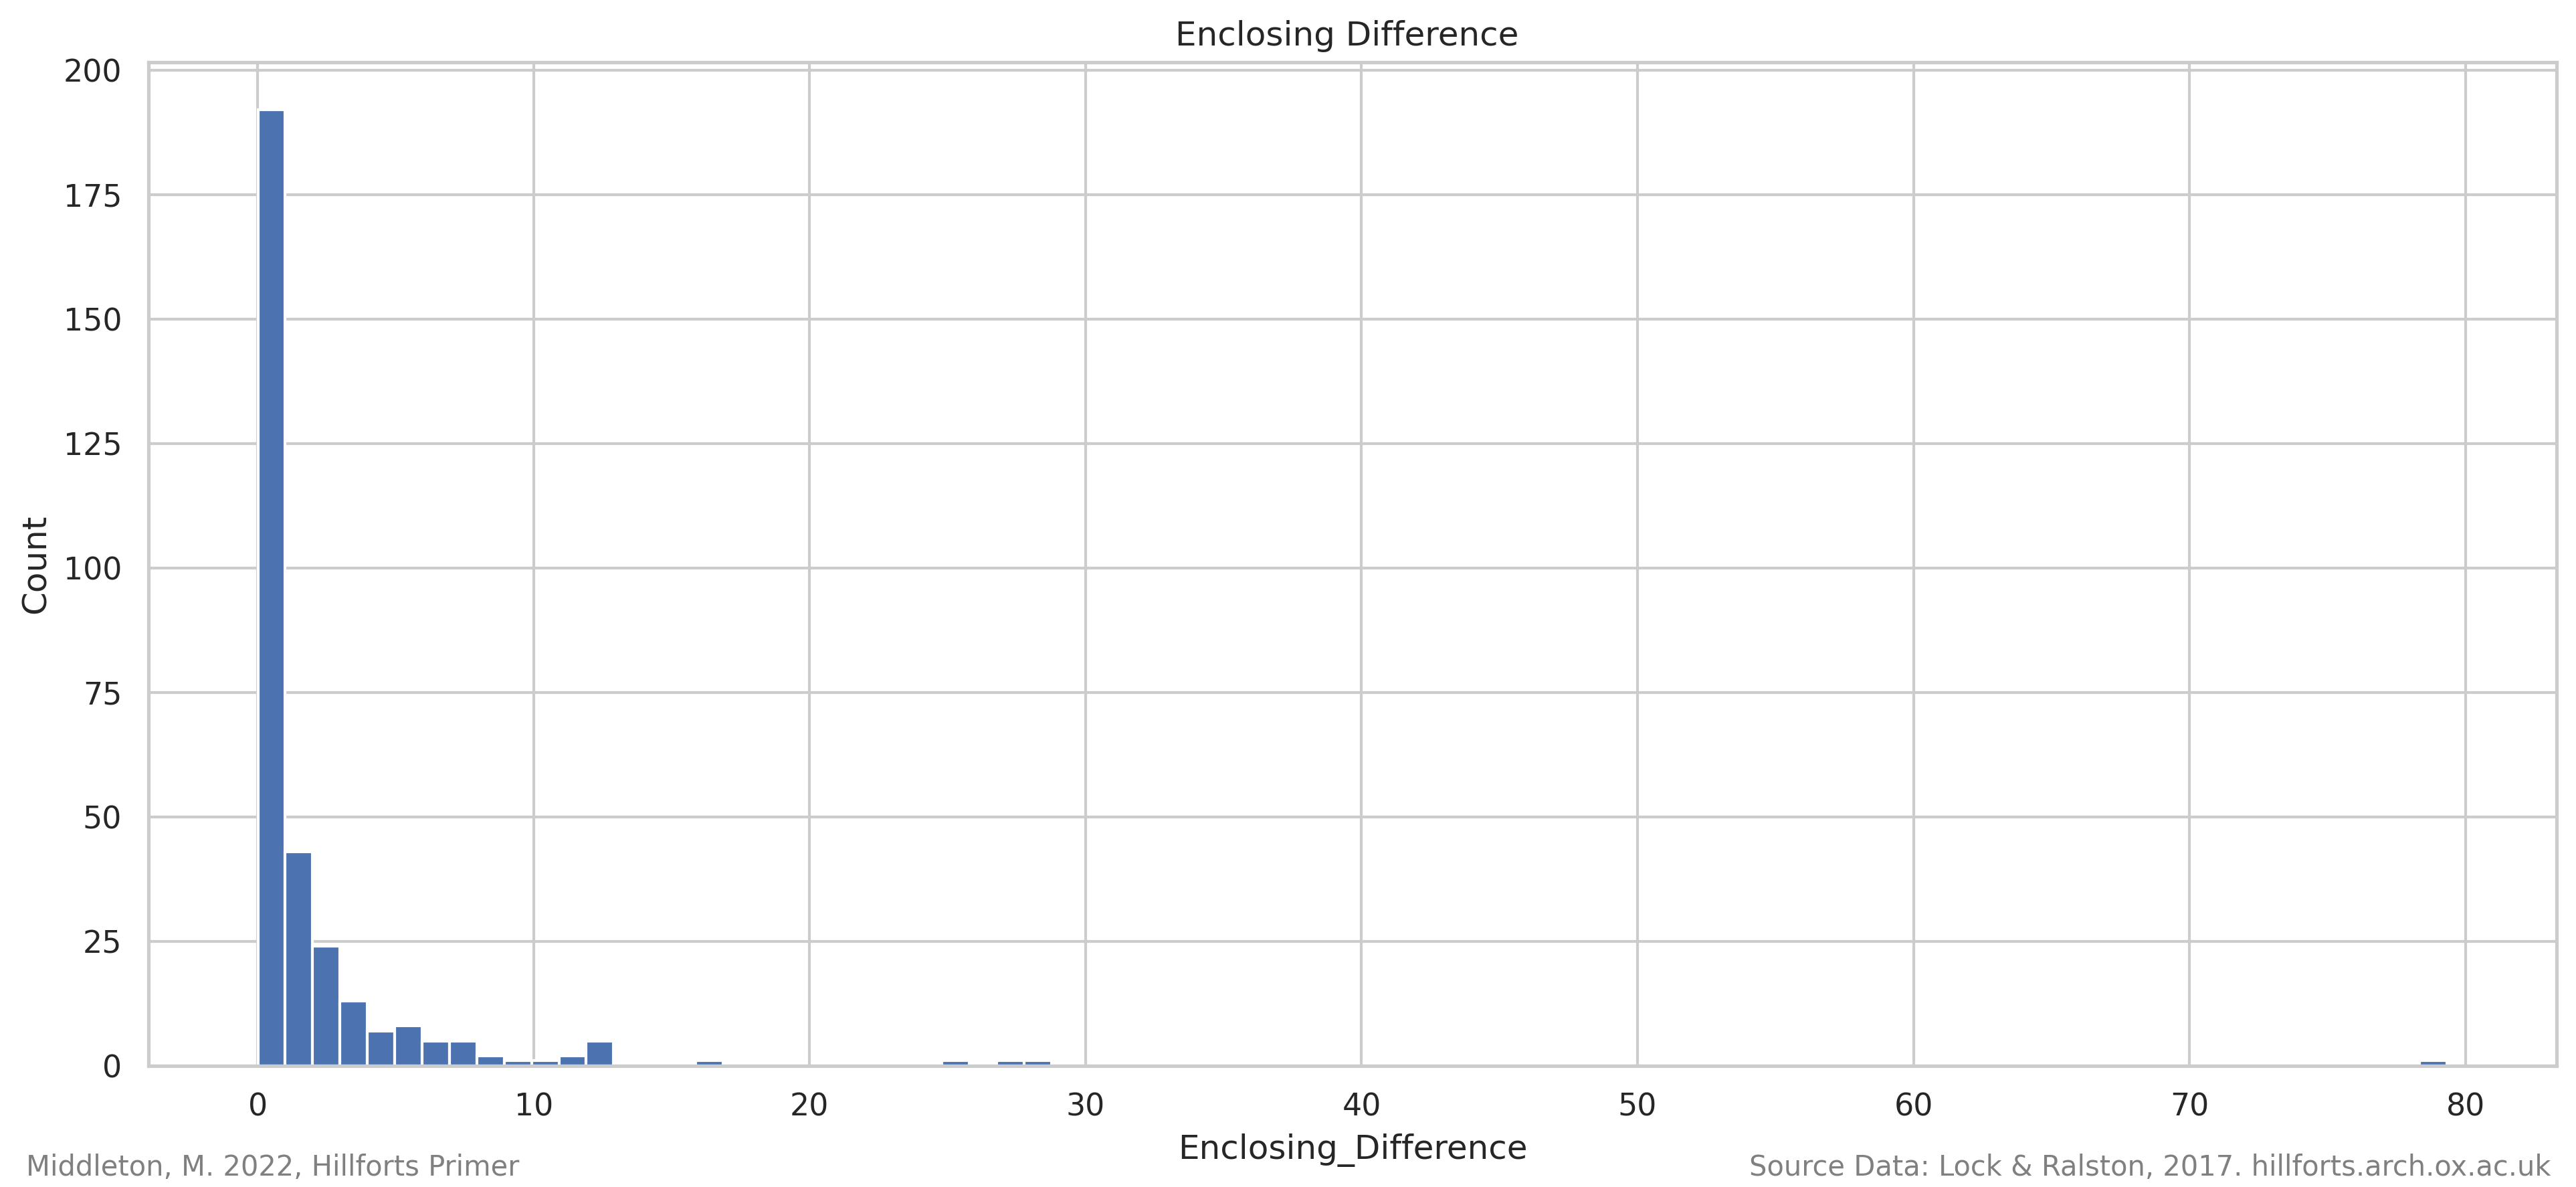 Enclosing Difference
200
175
150
125
100
75
50
25
0
Count
0 10 20 30 40 50 60 70 80
Enclosing_Difference
Middleton, M. 2022, Hillforts Primer
Source Data: Lock & Ralston, 2017. hillforts.arch.ox.ac.uk